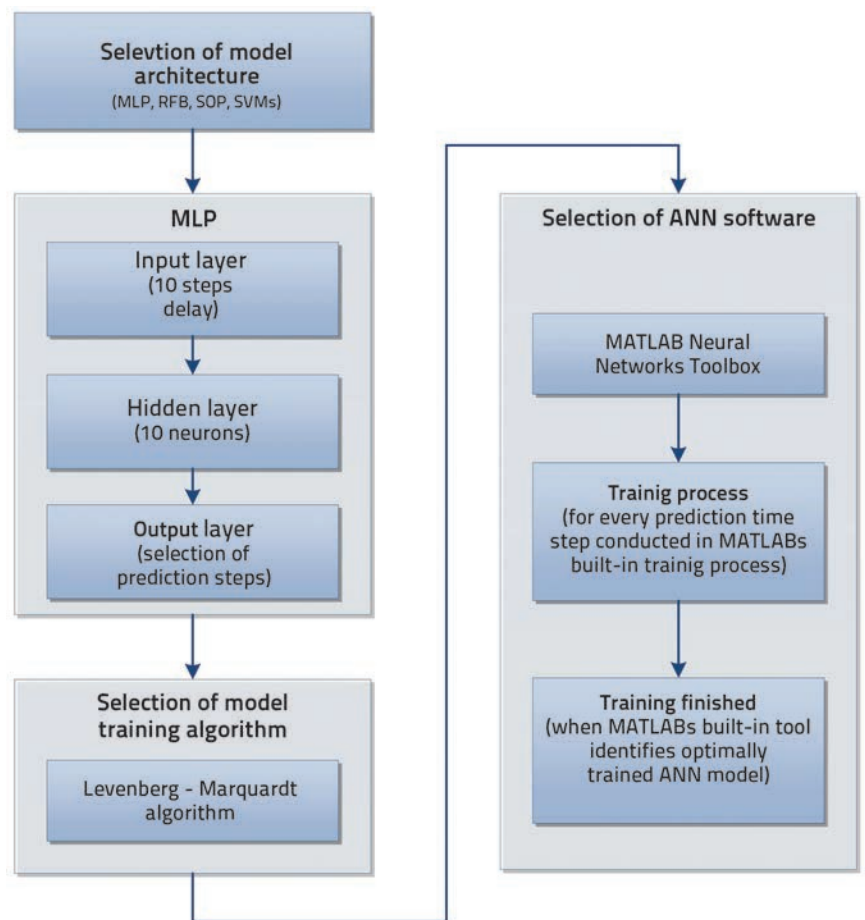 Selevtion of model
architecture
(MLP, RFB, SOP, SVMs)
MLP
Input layer
(10 steps
delay)
Hidden layer
(10 neurons)
Output layer
(selection of
prediction steps)
Selection of model
training algorithm
Levenberg - Marquardt
algorithm
Selection of ANN software
MATLAB Neural
Networks Toolbox
Trainig process
(for every prediction time
step conducted in MATLABs
built-in trainig process)
Training finished
(when MATLABs built-in tool
identifies optimally
trained ANN model)